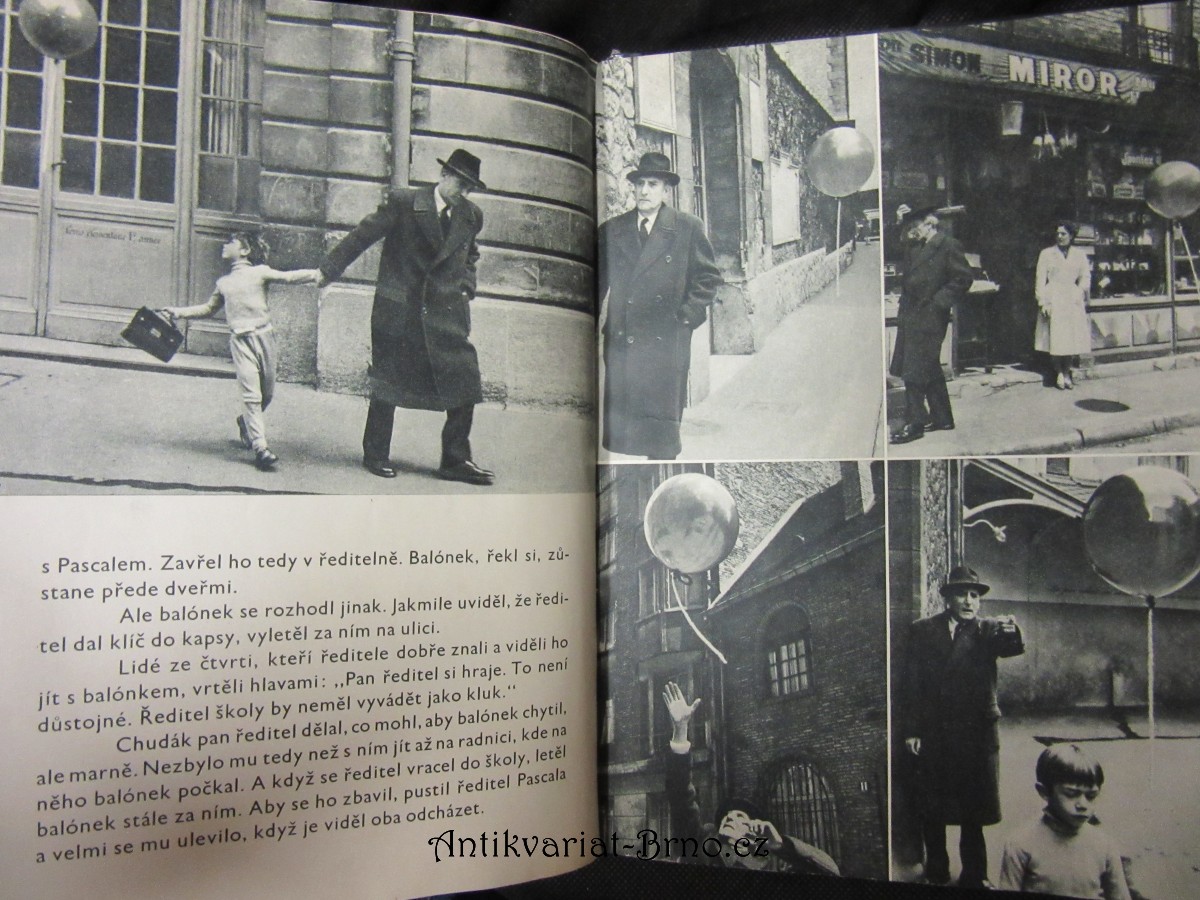 s Pascalem. Zavřel ho tedy v ředitelně. Balónek, řekl si, zů-
stane přede dveřmi.
Ale balónek se rozhodl jinak. Jakmile uviděl, že ředi-
tel dal klíč do kapsy, vyletěl za ním na ulici.
Lidé ze čtvrti, kteří ředitele dobře znali a viděli ho
jít s balónkem, vrtěli hlavami: „Pan ředitel si hraje. To není
důstojné. Ředitel školy by neměl vyvádět jako kluk.“
Chudák pan ředitel dělal, co mohl, aby balónek chytil,
ale marně. Nezbylo mu tedy než s ním jít až na radnici, kde na
něho balónek počkal. A když se ředitel vracel do školy, letěl
balónek stále za ním. Aby se ho zbavil, pustil ředitel Pascala
a velmi se mu ulevilo, když je viděl oba odcházet.
SIMON MIROR
Antikvariat-Brno.cz